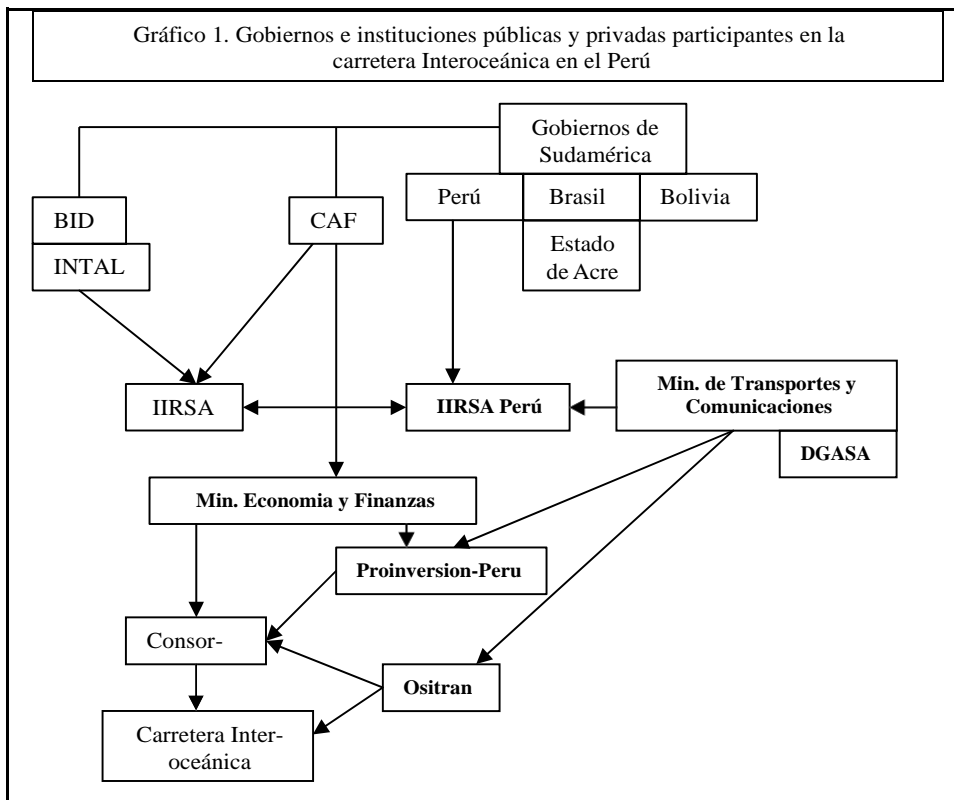 Gráfico 1. Gobiernos e instituciones públicas y privadas participantes en la
carretera Interoceánica en el Perú
Gobiernos de
Sudamérica
Perú
Brasil
Bolivia
BID
CAF
Estado
de Acre
INTAL
IIRSA
IIRSA Perú
Min. de Transportes y
Comunicaciones
DGASA
Min. Economia y Finanzas
Proinversion-Peru
Consor-
Ositran
Carretera Inter-
oceánica